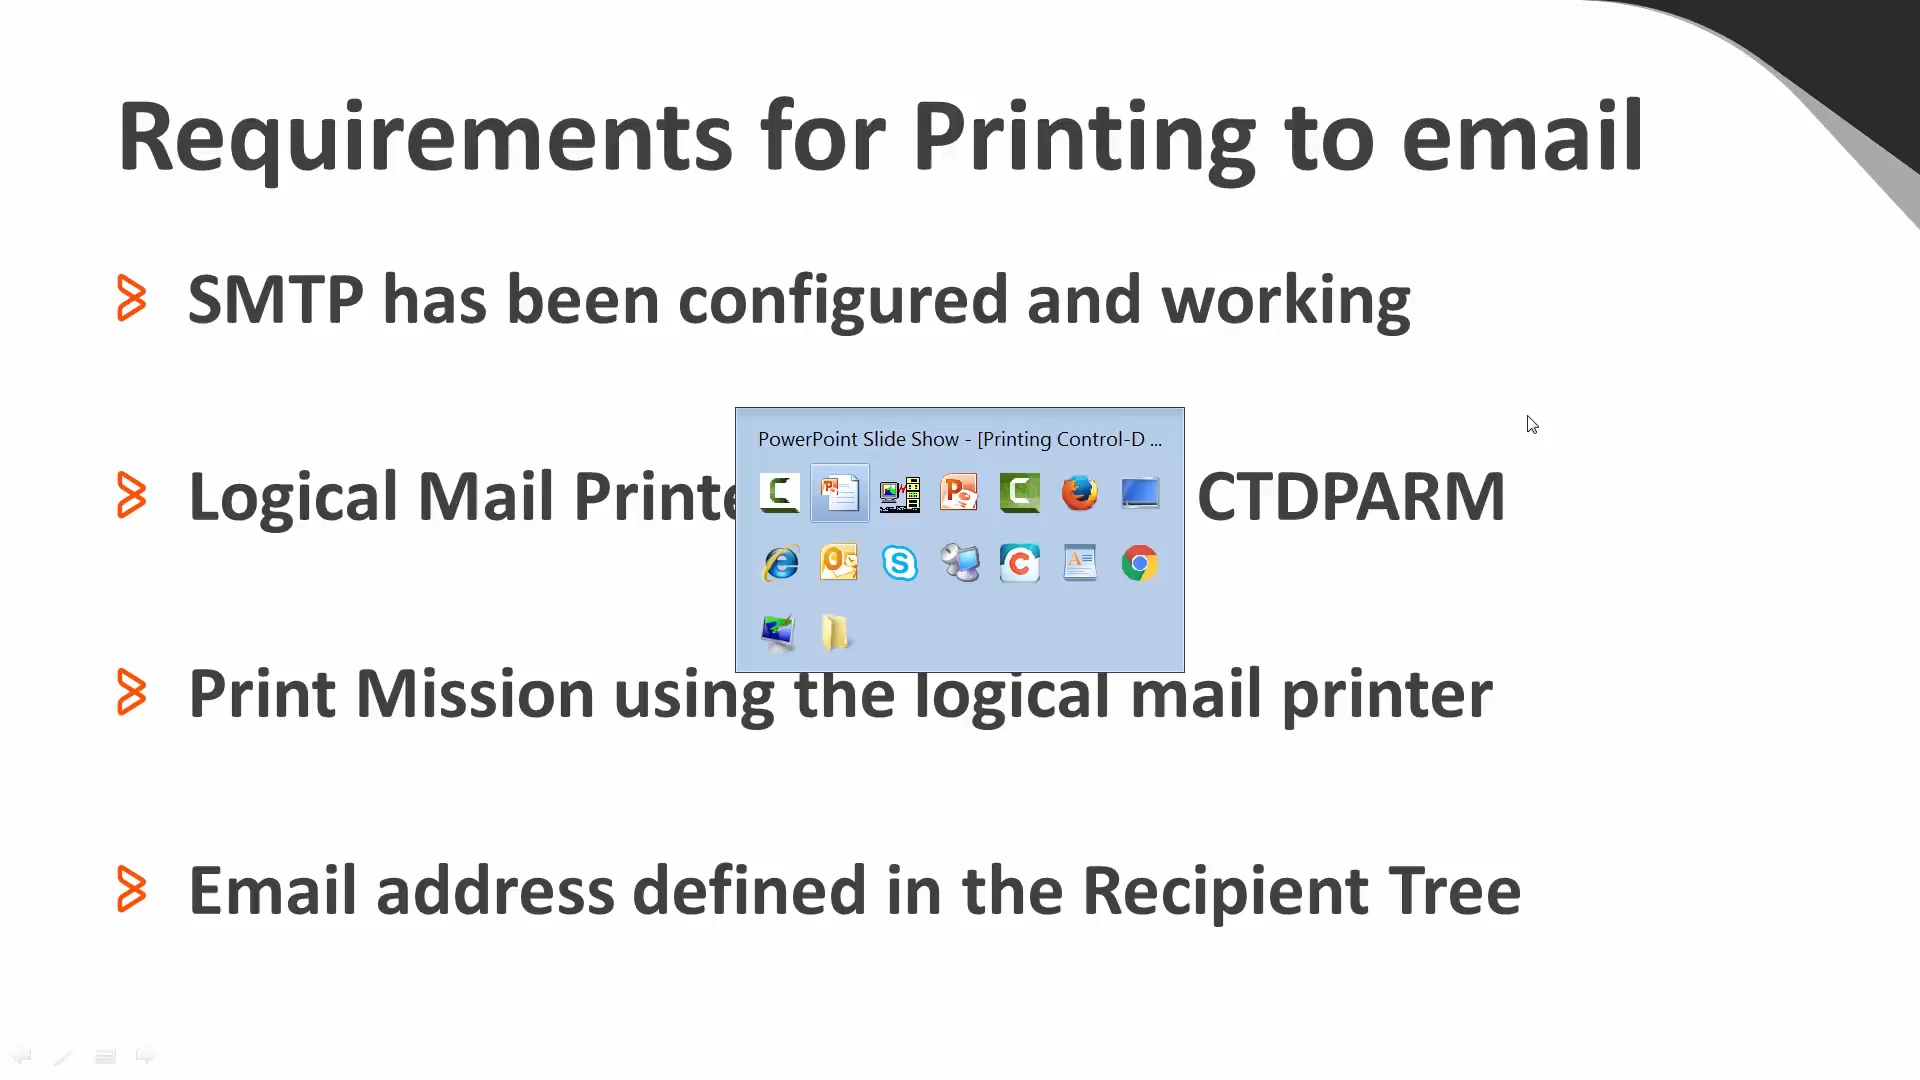 Requirements for Printing to email
SMTP has been configured and working
PowerPoint Slide Show - [Printing Control-D ...
Logical Mail CTDPARM
Print Mission using the logical mail printer
Email address defined in the Recipient Tree